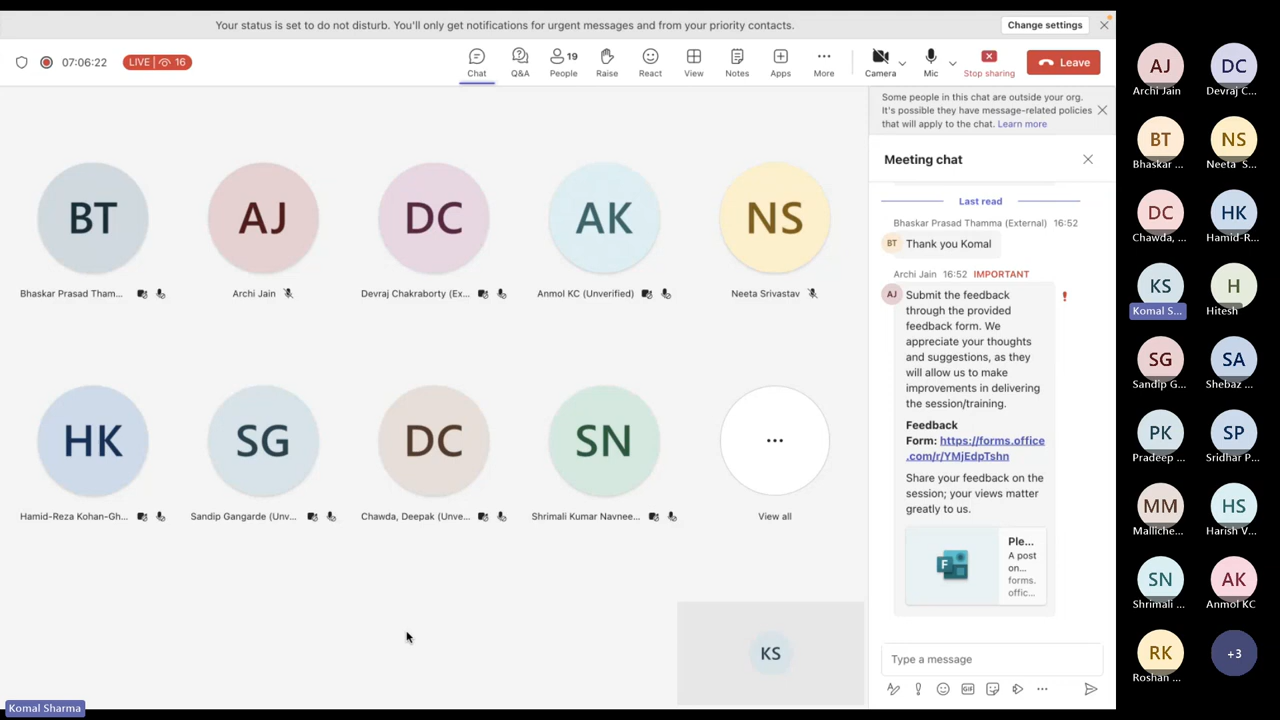 Your status is set to do not disturb. You'll only get notifications for urgent messages and from your priority contacts.
Change settings
07:06:22
LIVE | 16
Chat
Q&A
19
People
Raise
React
View
Notes
Apps
More
Camera
Mic
Stop sharing
Leave
BT
Bhaskar Prasad Tham...
AJ
Archi Jain
DC
Devraj Chakraborty (Ex...
AK
Anmol KC (Unverified)
NS
Neeta Srivastav
HK
Hamid-Reza Kohan-Gh...
SG
Sandip Gangarde (Unv...
DC
Chawda, Deepak (Unve...
SN
Shrimali Kumar Navnee...
...
View all
KS
Komal Sharma
Some people in this chat are outside your org.
It's possible they have message-related policies
that will apply to the chat. Learn more
Meeting chat
Last read
Bhaskar Prasad Thamma (External) 16:52
BT
Thank you Komal
Archi Jain 16:52 IMPORTANT
AJ
Submit the feedback
through the provided
feedback form. We
appreciate your thoughts
and suggestions, as they
will allow us to make
improvements in delivering
the session/training.
Feedback
Form: https://forms.office
.com/r/YMjEdpTshn
Share your feedback on the
session; your views matter
greatly to us.
F
Ple...
A post
on...
forms.
offic...
Type a message
GIF
AJ
Archi Jain
DC
Devraj C...
BT
Bhaskar ...
NS
Neeta S...
DC
Chawda, ...
HK
Hamid-R...
KS
Komal S...
H
Hitesh
SG
Sandip G...
SA
Shebaz ...
PK
Pradeep ...
SP
Sridhar P...
MM
Malliche...
HS
Harish V...
SN
Shrimali ...
AK
Anmol KC
RK
Roshan ...
+3